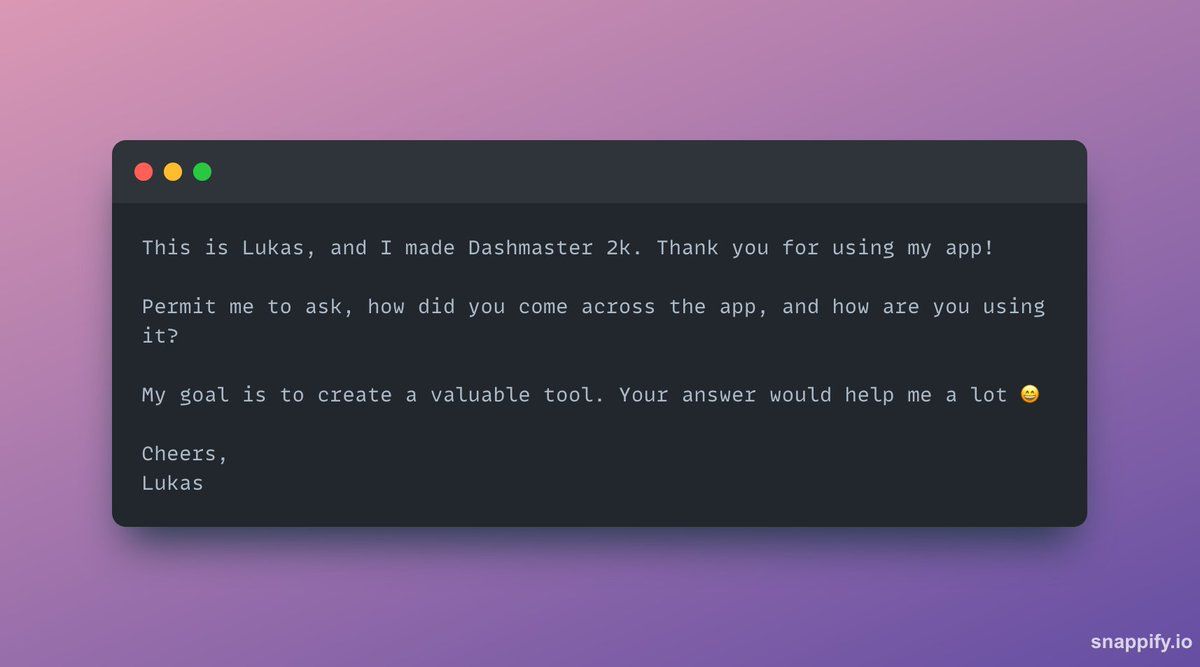 This is Lukas, and I made Dashmaster 2k. Thank you for using my app!
Permit me to ask, how did you come across the app, and how are you using
it?
My goal is to create a valuable tool. Your answer would help me a lot 😄
Cheers,
Lukas
snappify.io